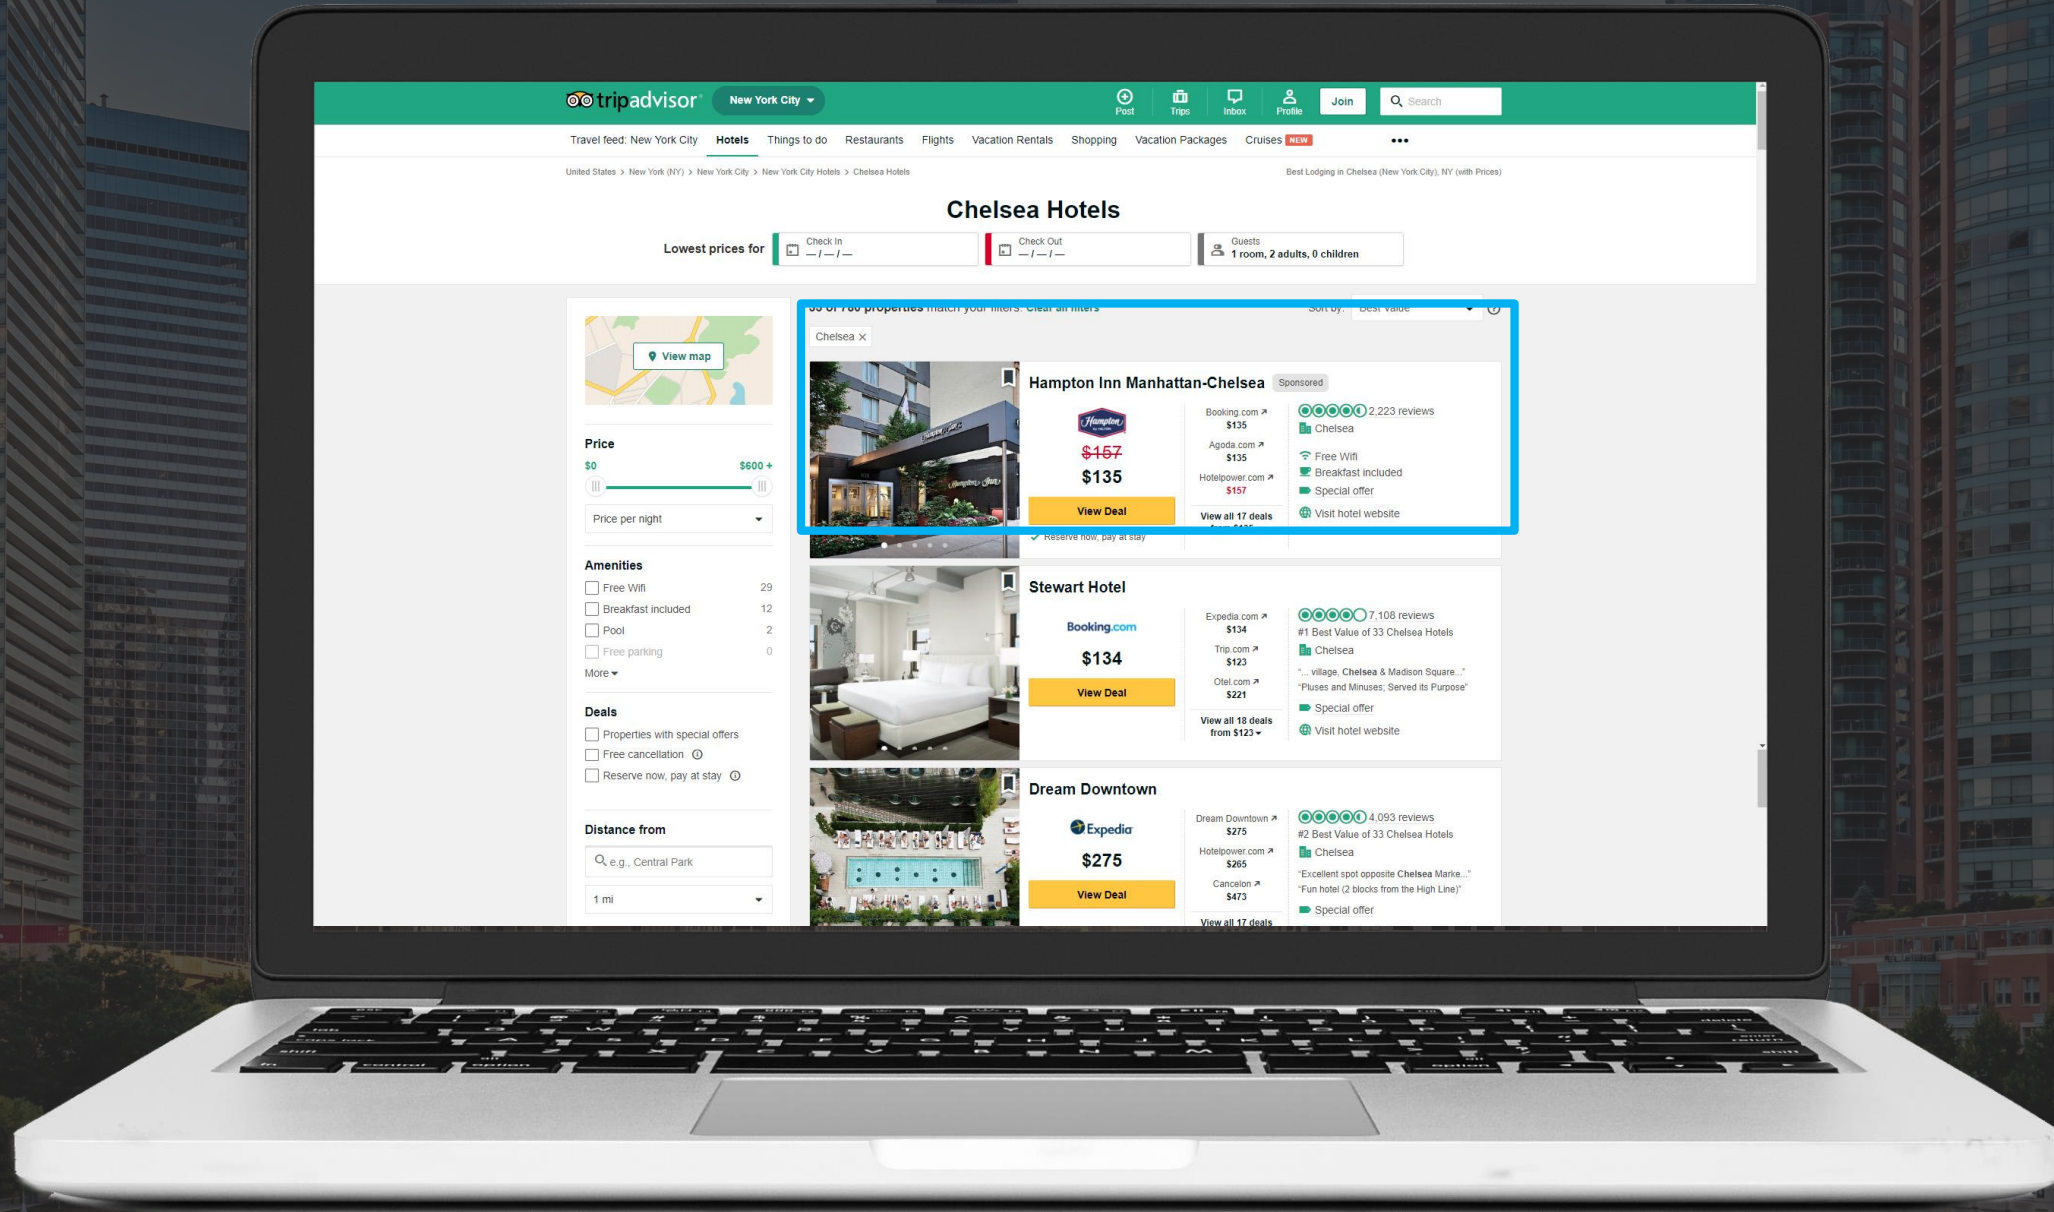 tripadvisor
New York City
Post
Trips
Inbox
Profile
Join
Search
Travel feed: New York City Hotels Things to do Restaurants Flights Vacation Rentals Shopping Vacation Packages Cruises NEW
United States > New York (NY) > New York City > New York City Hotels > Chelsea Hotels
Best Lodging in Chelsea (New York City), NY (with Prices)
Chelsea Hotels
Lowest prices for
Check In
— / — / —
Check Out
— / — / —
Guests
1 room, 2 adults, 0 children
View map
Price
$0 $600 +
Price per night
Amenities
Free Wifi 29
Breakfast included 12
Pool 2
Free parking 0
More
Deals
Properties with special offers
Free cancellation
Reserve now, pay at stay
Distance from
e.g., Central Park
1 mi
properties match your filters. Clear all filters
Sort by: Best Value
Chelsea ×
Hampton Inn Manhattan-Chelsea Sponsored
Hampton
$157
$135
View Deal
Reserve now, pay at stay
Booking.com
$135
Agoda.com
$135
Hotelpower.com
$157
View all 17 deals
2,223 reviews
Chelsea
Free Wifi
Breakfast included
Special offer
Visit hotel website
Stewart Hotel
Booking.com
$134
View Deal
Expedia.com
$134
Trip.com
$123
Otel.com
$221
View all 18 deals
from $123
7,108 reviews
#1 Best Value of 33 Chelsea Hotels
Chelsea
"... village, Chelsea & Madison Square..."
"Pluses and Minuses; Served its Purpose"
Special offer
Visit hotel website
Dream Downtown
Expedia
$275
View Deal
Dream Downtown
$275
Hotelpower.com
$265
Cancelon
$473
View all 17 deals
4,093 reviews
#2 Best Value of 33 Chelsea Hotels
Chelsea
"Excellent spot opposite Chelsea Marke..."
"Fun hotel (2 blocks from the High Line)"
Special offer